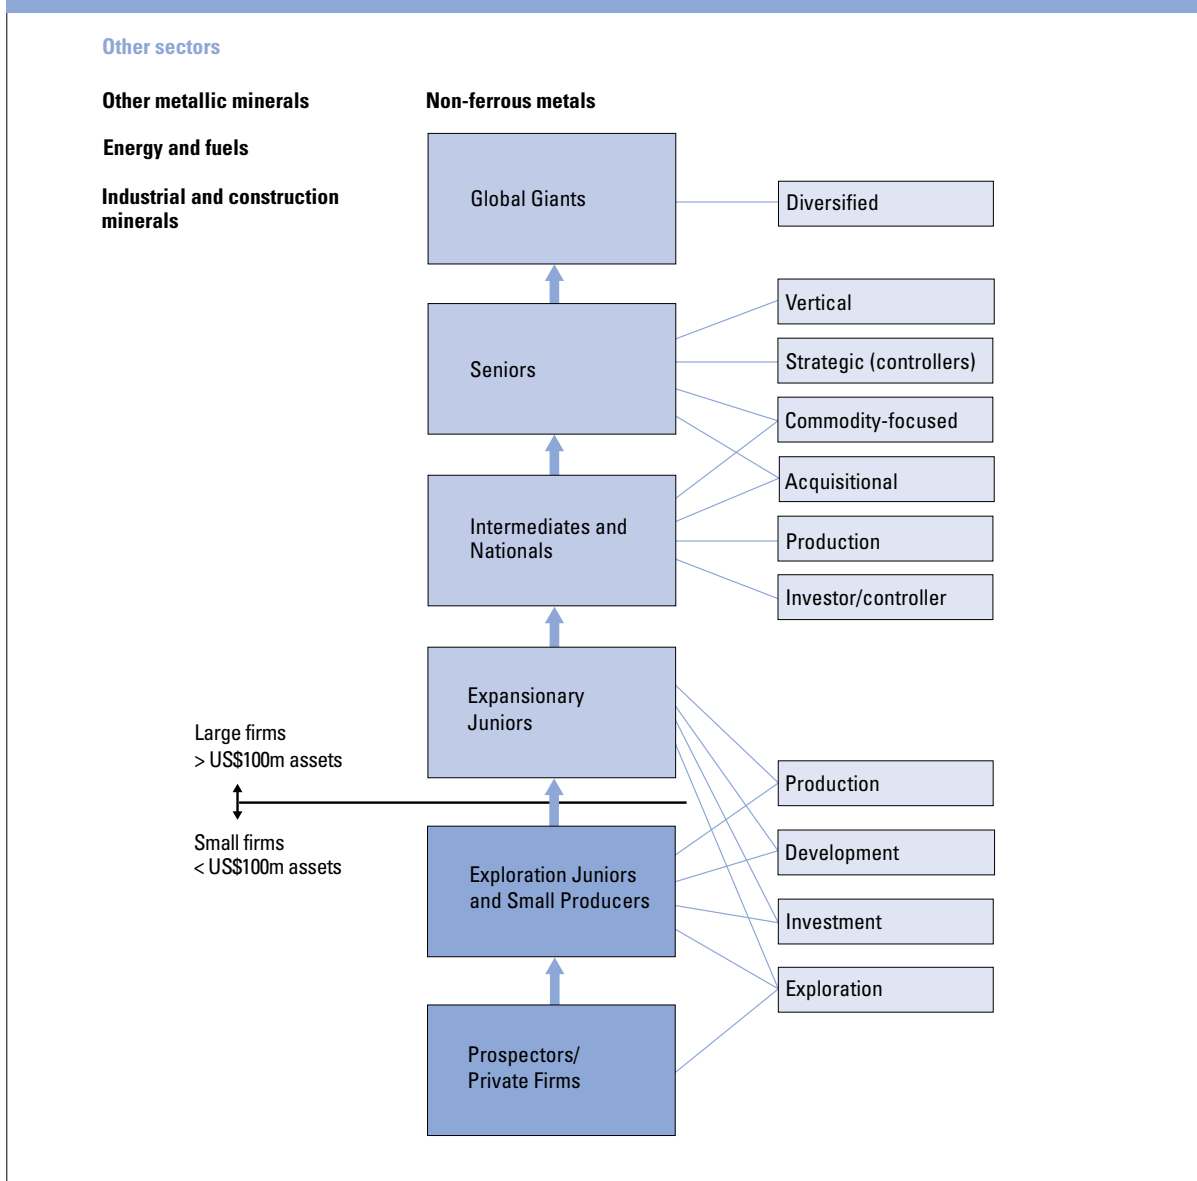 Other sectors
Other metallic minerals
Energy and fuels
Industrial and construction
minerals
Non-ferrous metals
Global Giants
Diversified
Seniors
Vertical
Strategic (controllers)
Commodity-focused
Acquisitional
Intermediates and
Nationals
Production
Investor/controller
Expansionary
Juniors
Large firms
> US$100m assets
Small firms
< US$100m assets
Exploration Juniors
and Small Producers
Production
Development
Investment
Exploration
Prospectors/
Private Firms